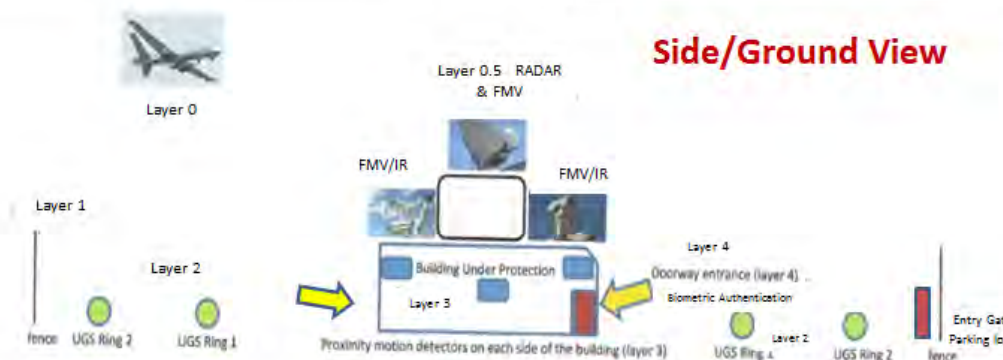 Side/Ground View
Layer 0.5 RADAR
& FMV
Layer 0
FMV/IR
FMV/IR
Layer 1
Layer 2
Building Under Protection
Layer 3
Layer 4
Doorway entrance (layer 4)
Biometric Authentication
fence
UGS Ring 2
UGS Ring 1
Proximity motion detectors on each side of the building (layer 3)
UGS Ring
Layer 2
UGS Ring 2
Entry Gat
Parking lo
fence